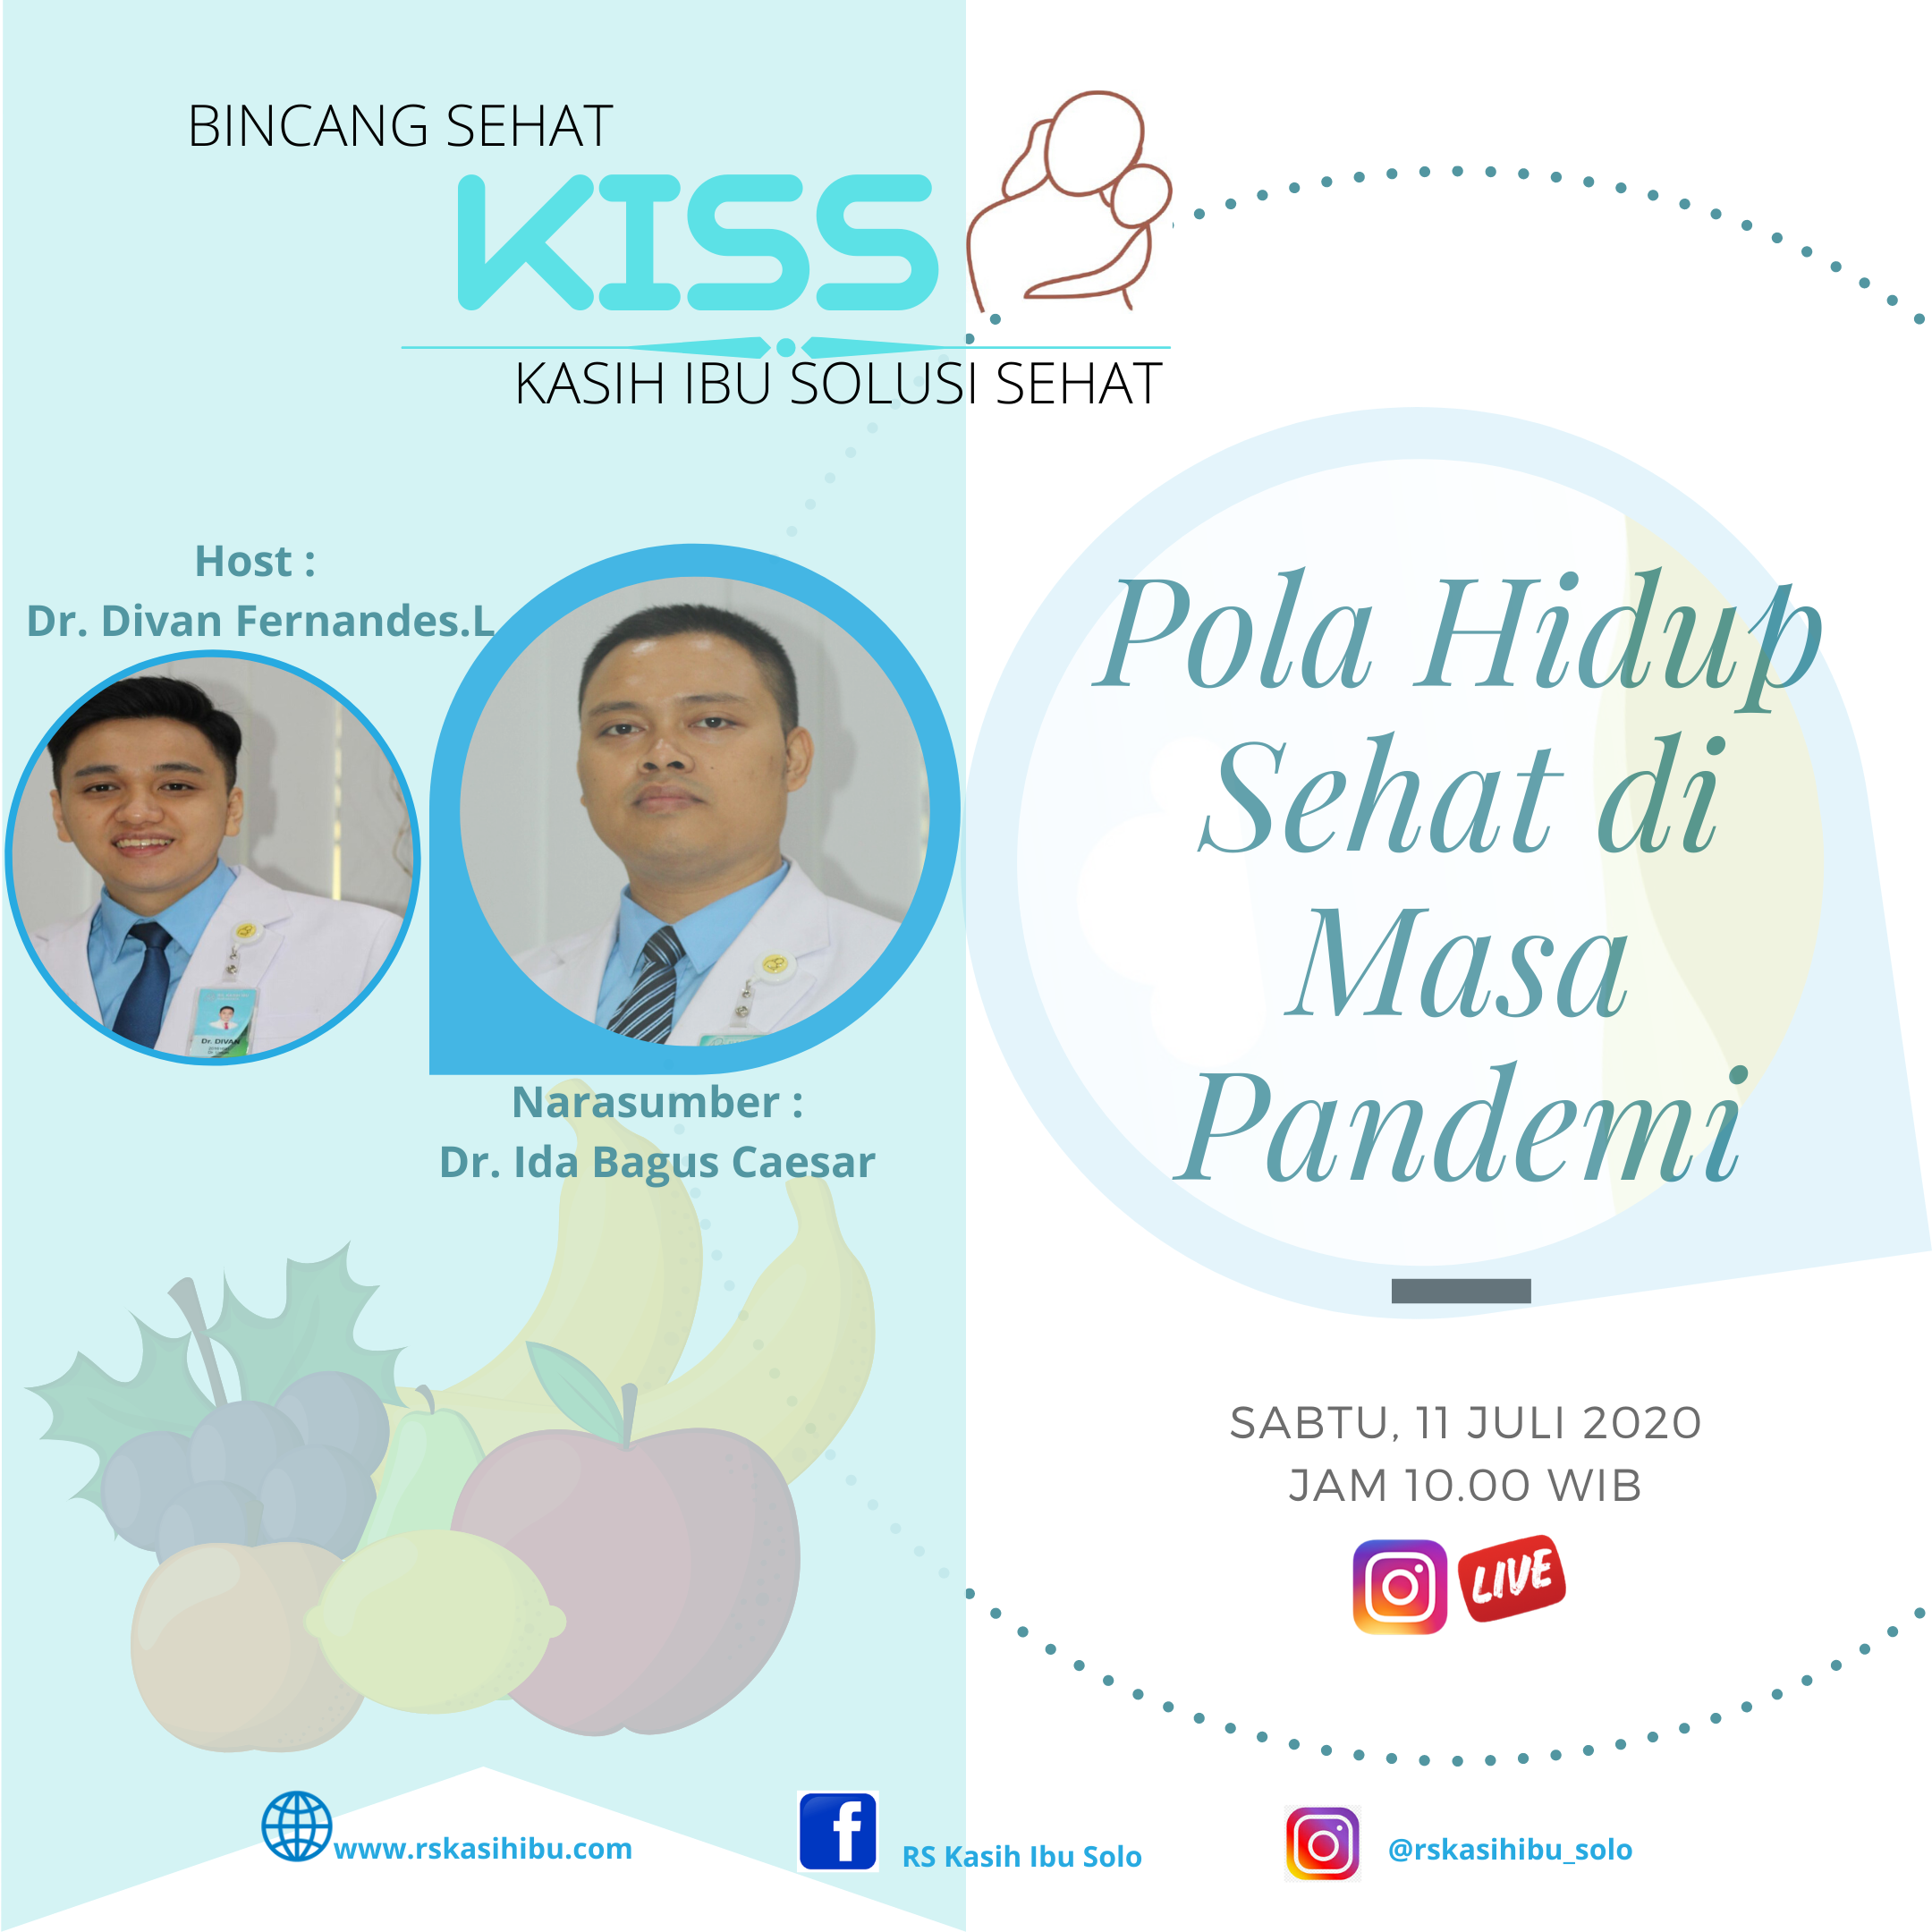 BINCANG SEHAT
KISS
KASIH IBU SOLUSI SEHAT
Host :
Dr. Divan Fernandes.L
Dr. DIVAN
Narasumber :
Dr. Ida Bagus Caesar
Pola Hidup
Sehat di
Masa
Pandemi
SABTU, 11 JULI 2020
JAM 10.00 WIB
LIVE
www.rskasihibu.com
RS Kasih Ibu Solo
@rskasihibu_solo